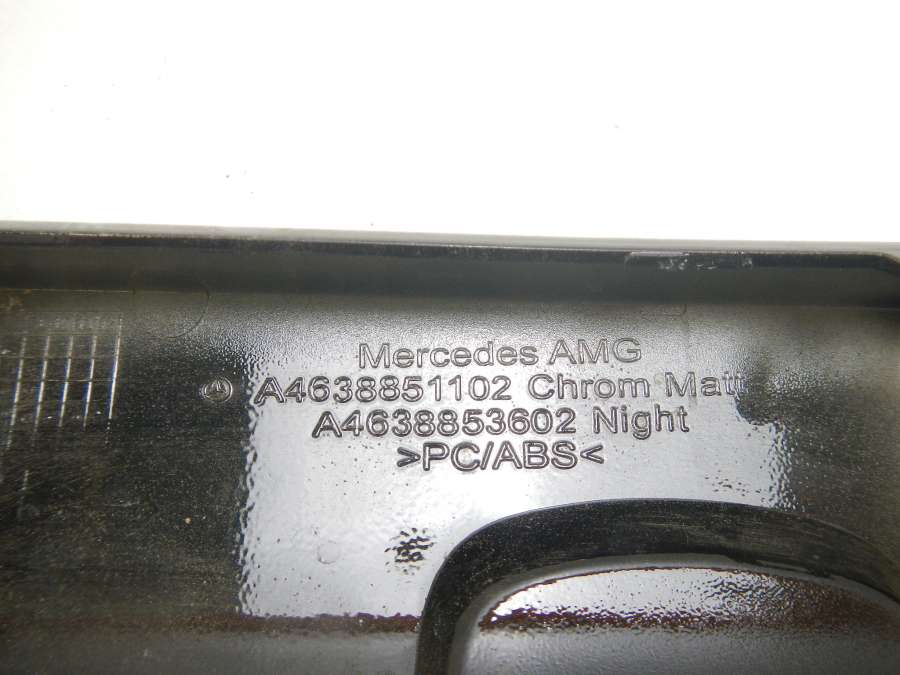 Mercedes AMG
A4638851102 Chrom Matt
A4638853602 Night
>PC/ABS<